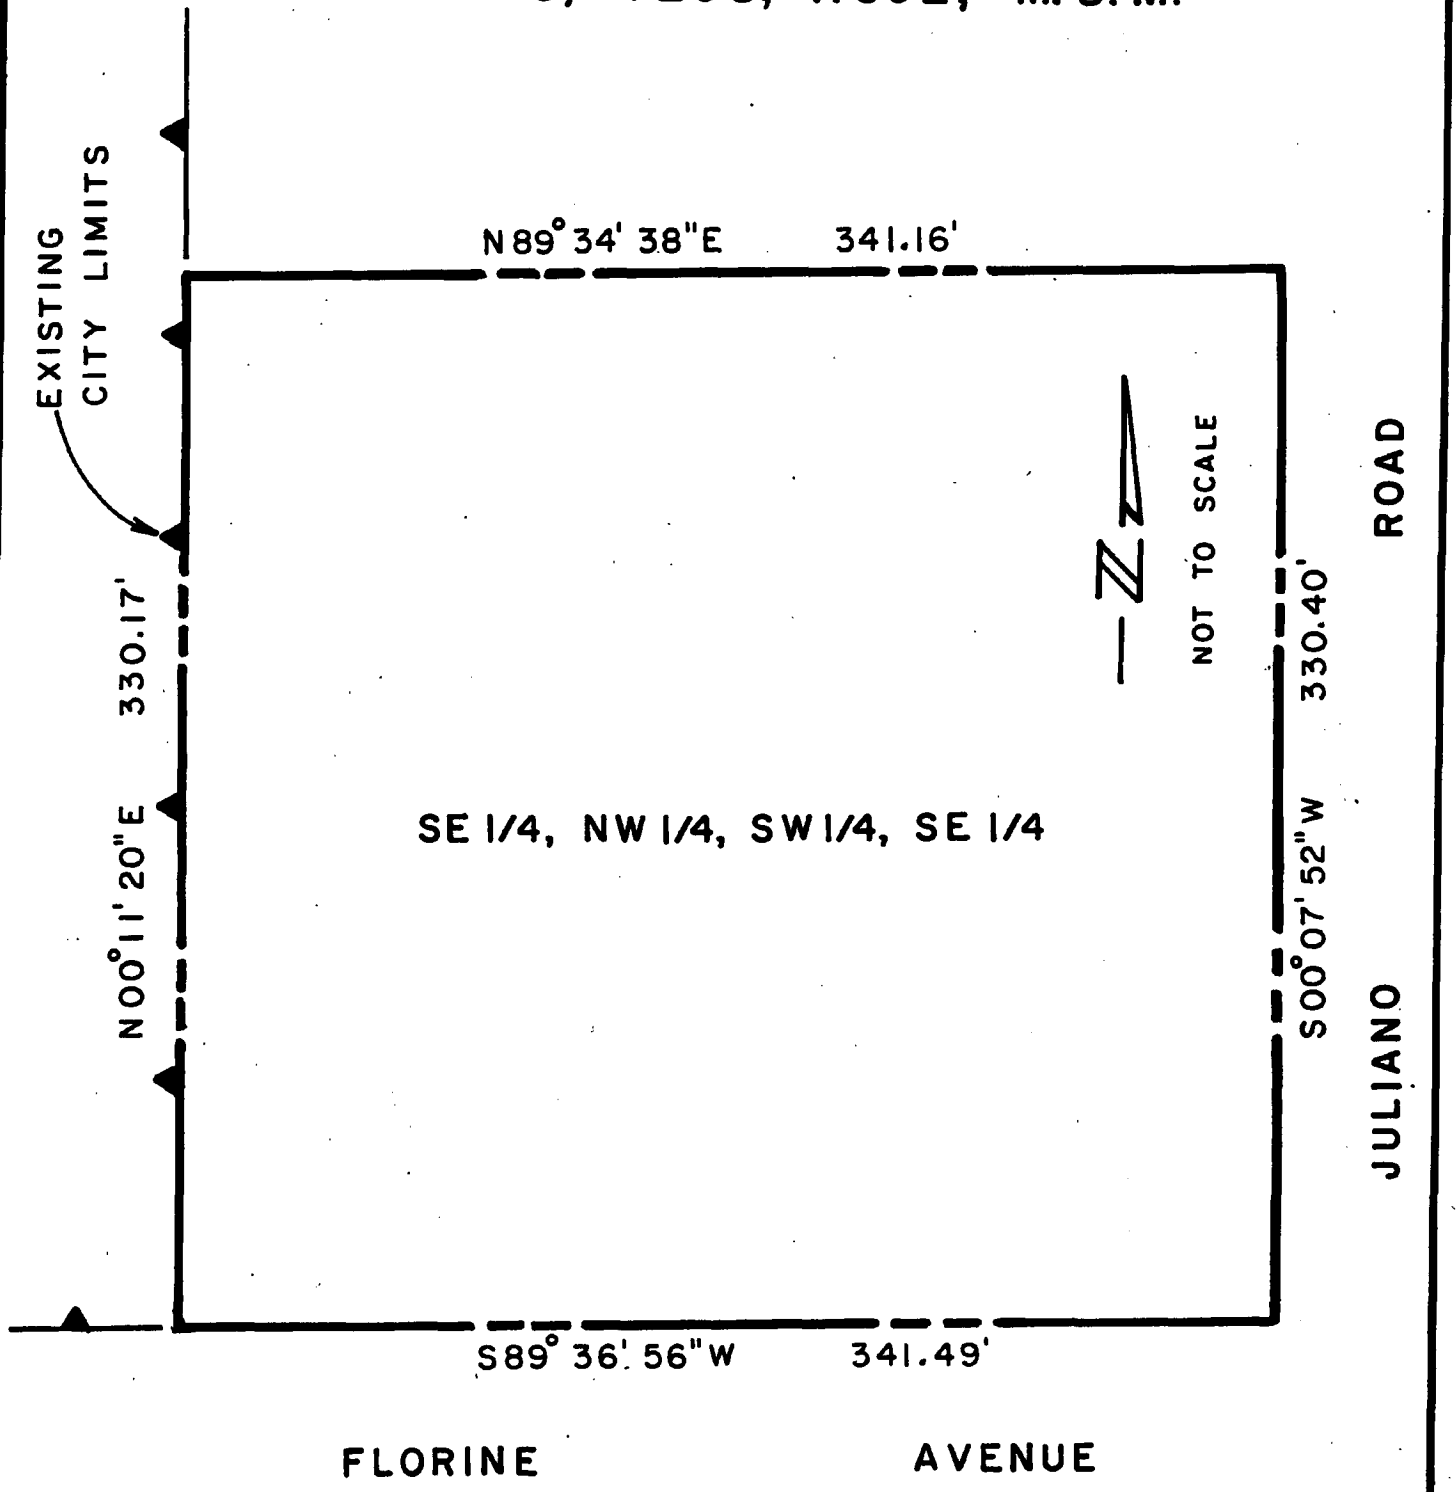 EXISTING
CITY LIMITS
N89°34'38"E 341.16'
NOT TO SCALE
N
ROAD
330.17'
330.40'
SE 1/4, NW 1/4, SW 1/4, SE 1/4
N00°11'20"E
S00°07'52"W
JULIANO
S89°36'56"W 341.49'
FLORINE AVENUE